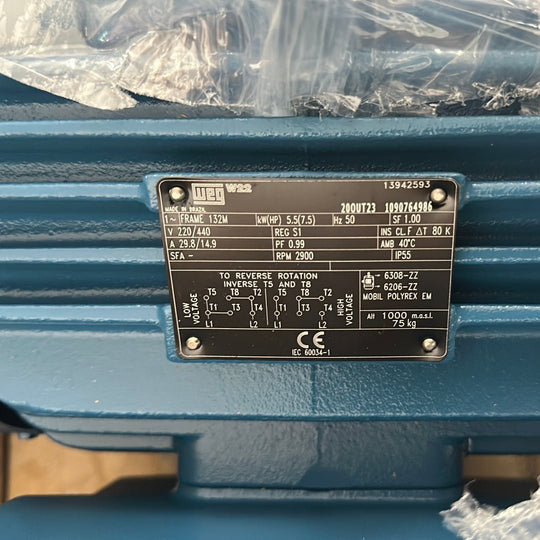 WEG W22
13942593
MADE IN BRAZIL
200UT23 1090764986
1~ FRAME 132M kW(HP) 5.5(7.5) Hz 50 SF 1.00
V 220/440 REG S1 INS CL.F ΔT 80 K
A 29.8/14.9 PF 0.99 AMB 40°C
SFA - RPM 2900 IP55
TO REVERSE ROTATION
INVERSE T5 AND T8
6308-ZZ
6206-ZZ
MOBIL POLYREX EM
LOW VOLTAGE
T5 T8 T2 T5 T8 T2
T1 T3 T4 T1 T3 T4
L1 L2 L1 L2
HIGH VOLTAGE
Alt 1000 m.a.s.l.
75 kg
CE
IEC 60034-1